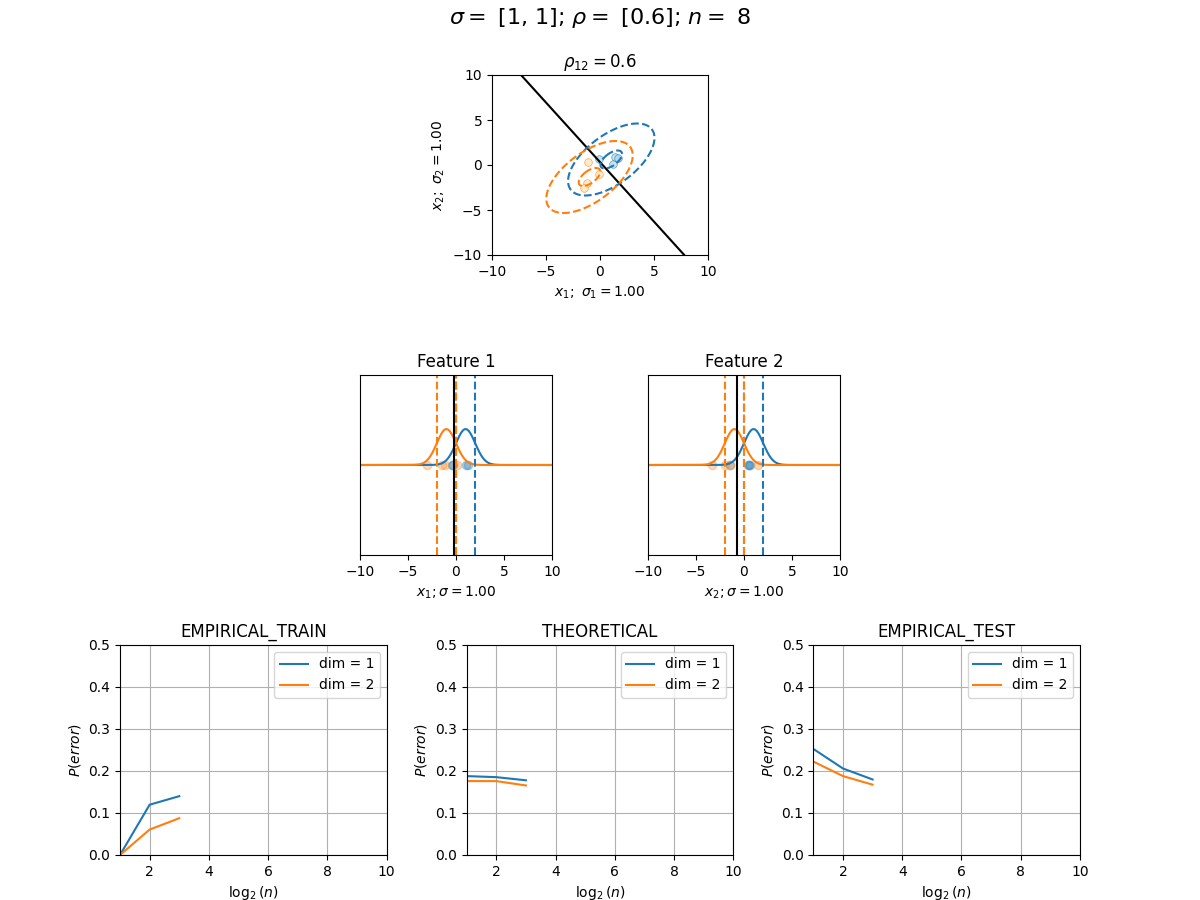 σ = [1, 1]; ρ = [0.6]; n = 8
ρ₁₂ = 0.6
10
5
0
−5
−10
x₂; σ₂ = 1.00
−10 −5 0 5 10
x₁; σ₁ = 1.00
Feature 1
−10 −5 0 5 10
x₁; σ = 1.00
Feature 2
−10 −5 0 5 10
x₂; σ = 1.00
EMPIRICAL_TRAIN
0.5
0.4
0.3
0.2
0.1
0.0
P(error)
dim = 1
dim = 2
2 4 6 8 10
log₂(n)
THEORETICAL
0.5
0.4
0.3
0.2
0.1
0.0
P(error)
dim = 1
dim = 2
2 4 6 8 10
log₂(n)
EMPIRICAL_TEST
0.5
0.4
0.3
0.2
0.1
0.0
P(error)
dim = 1
dim = 2
2 4 6 8 10
log₂(n)